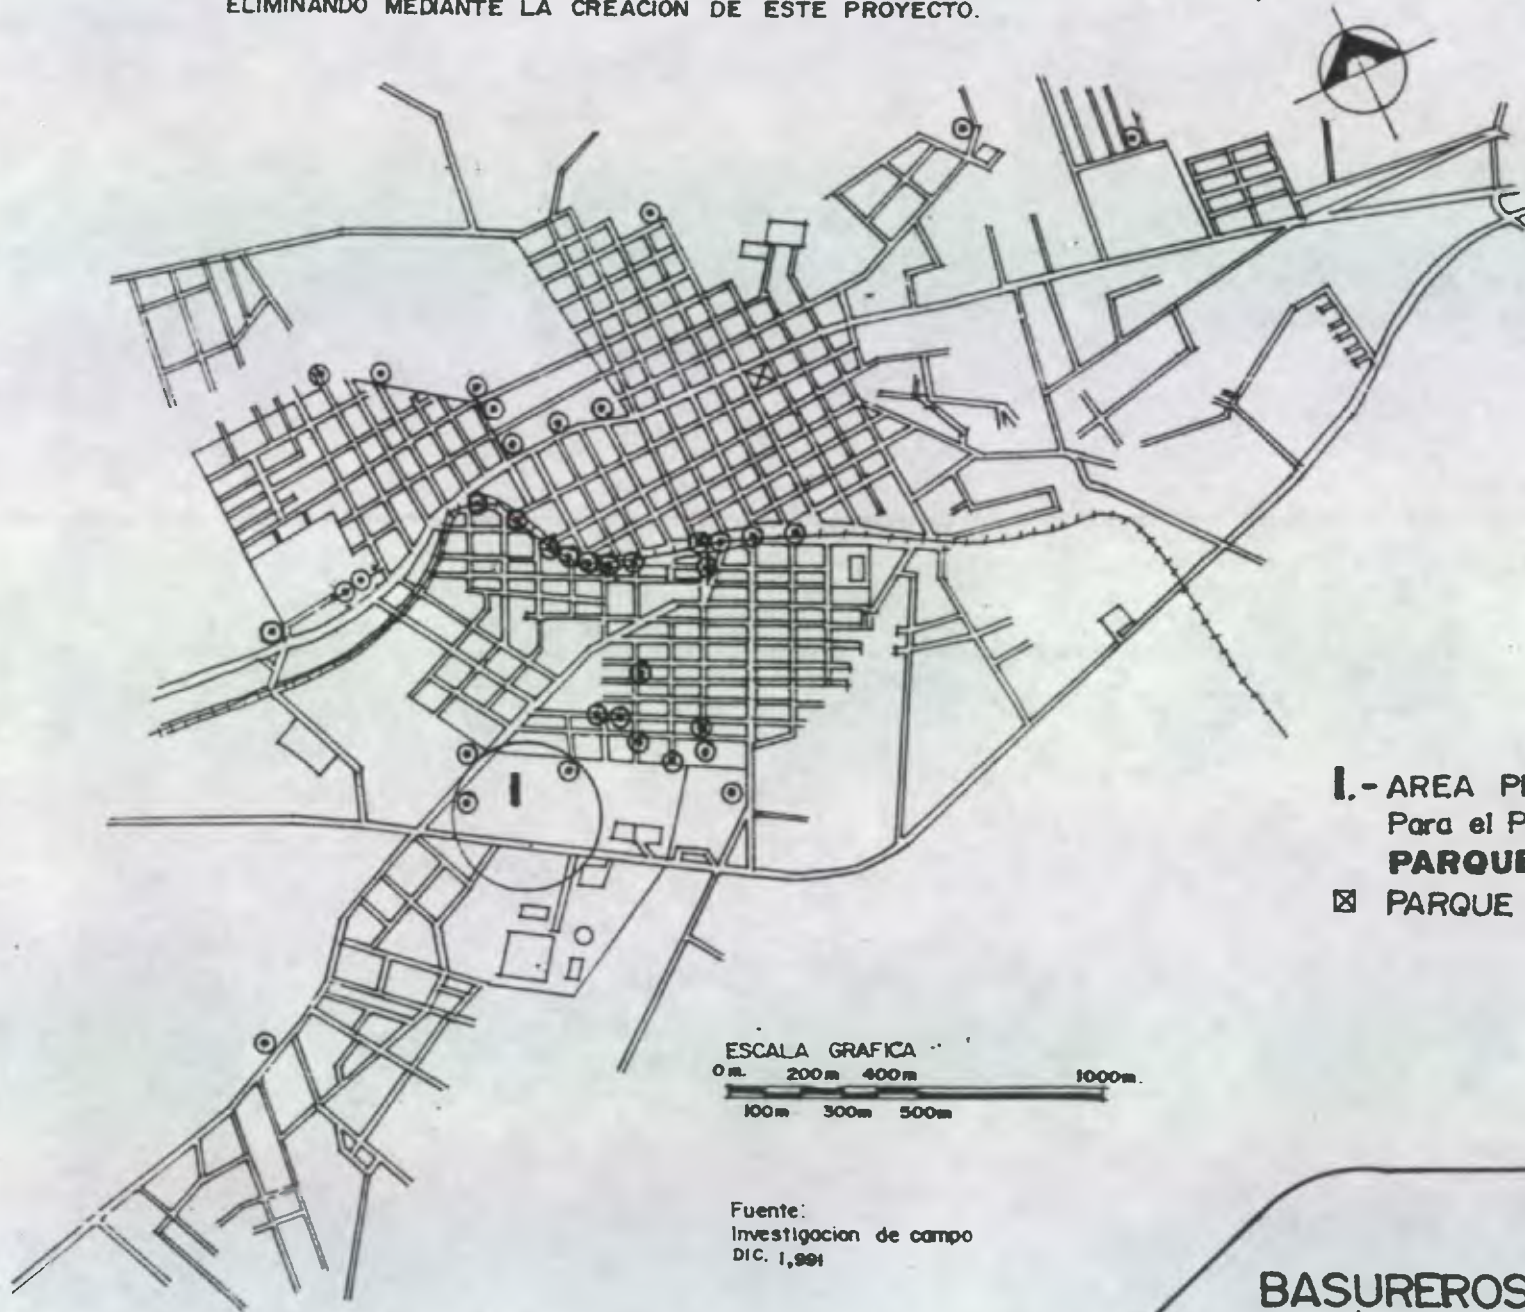 ELIMINANDO MEDIANTE LA CREACION DE ESTE PROYECTO.
I
I.- AREA
Para el
PARQUE
PARQUE
ESCALA GRAFICA
0 m. 200m 400m 1000m.
100m 300m 500m
Fuente:
Investigacion de campo
DIC. 1,991
BASUREROS